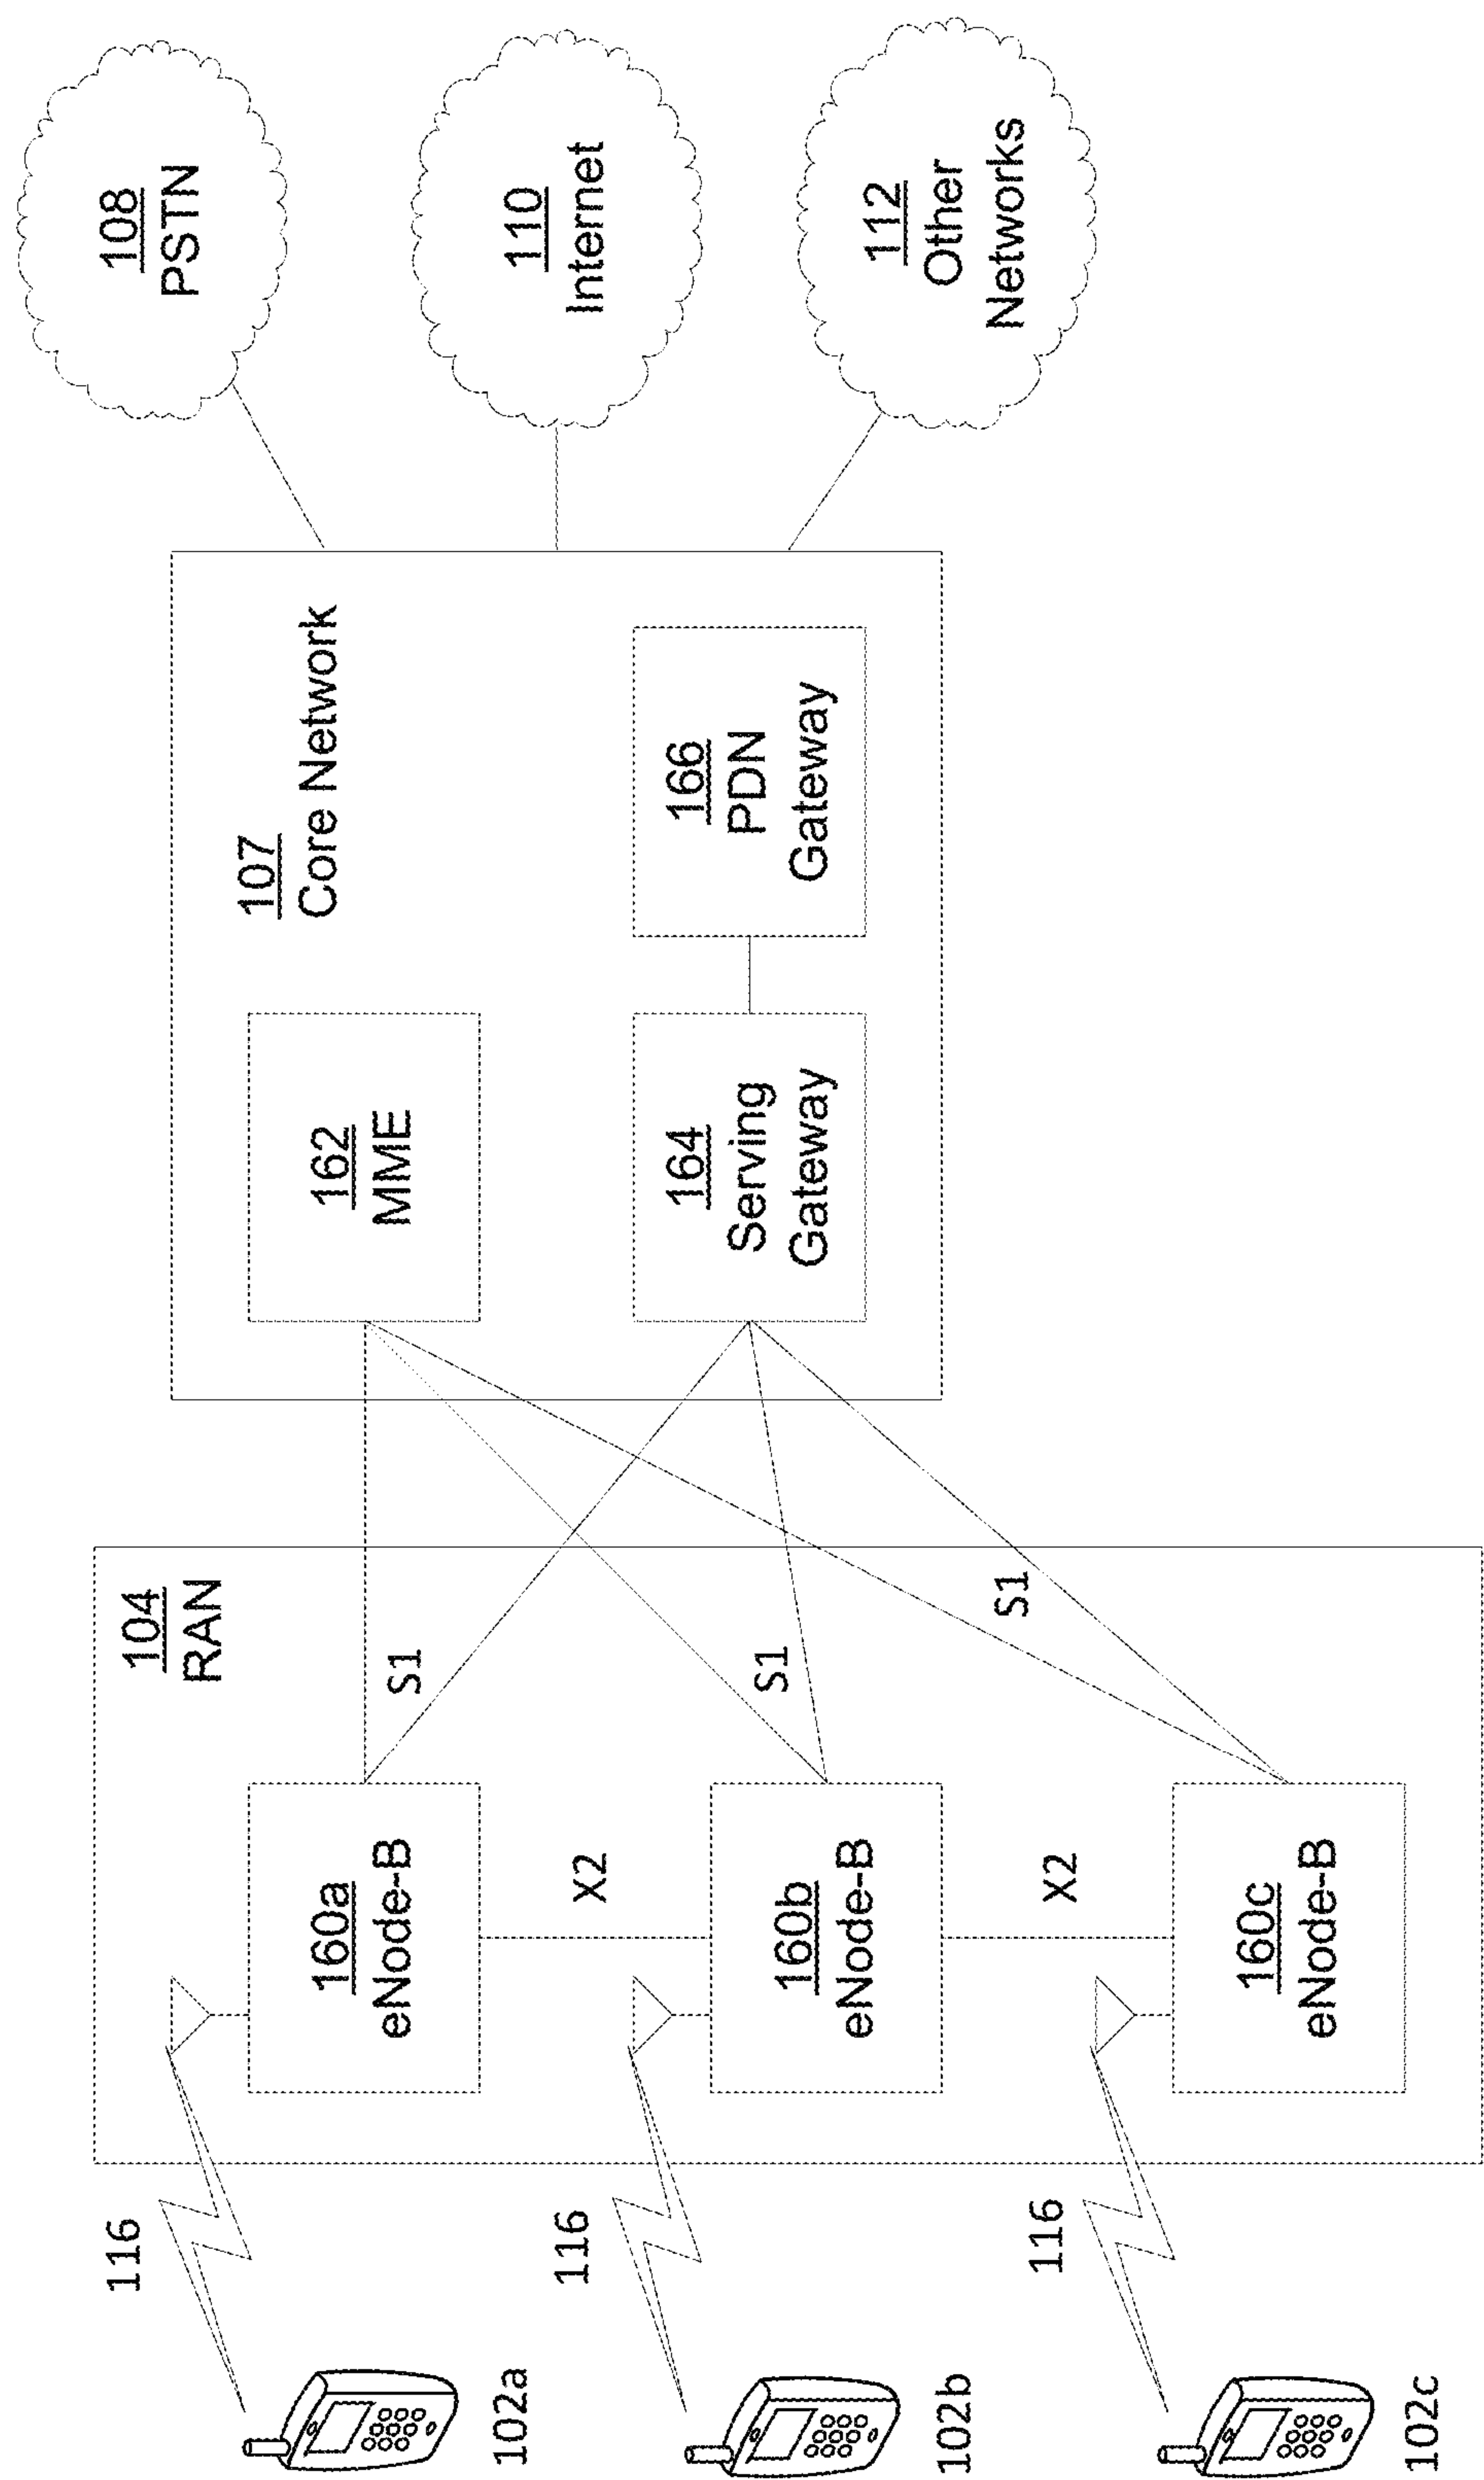 116
102a
116
102b
116
102c
104
RAN
160a
eNode-B
X2
160b
eNode-B
X2
160c
eNode-B
S1
S1
S1
107
Core Network
162
MME
164
Serving
Gateway
166
PDN
Gateway
108
PSTN
110
Internet
112
Other
Networks